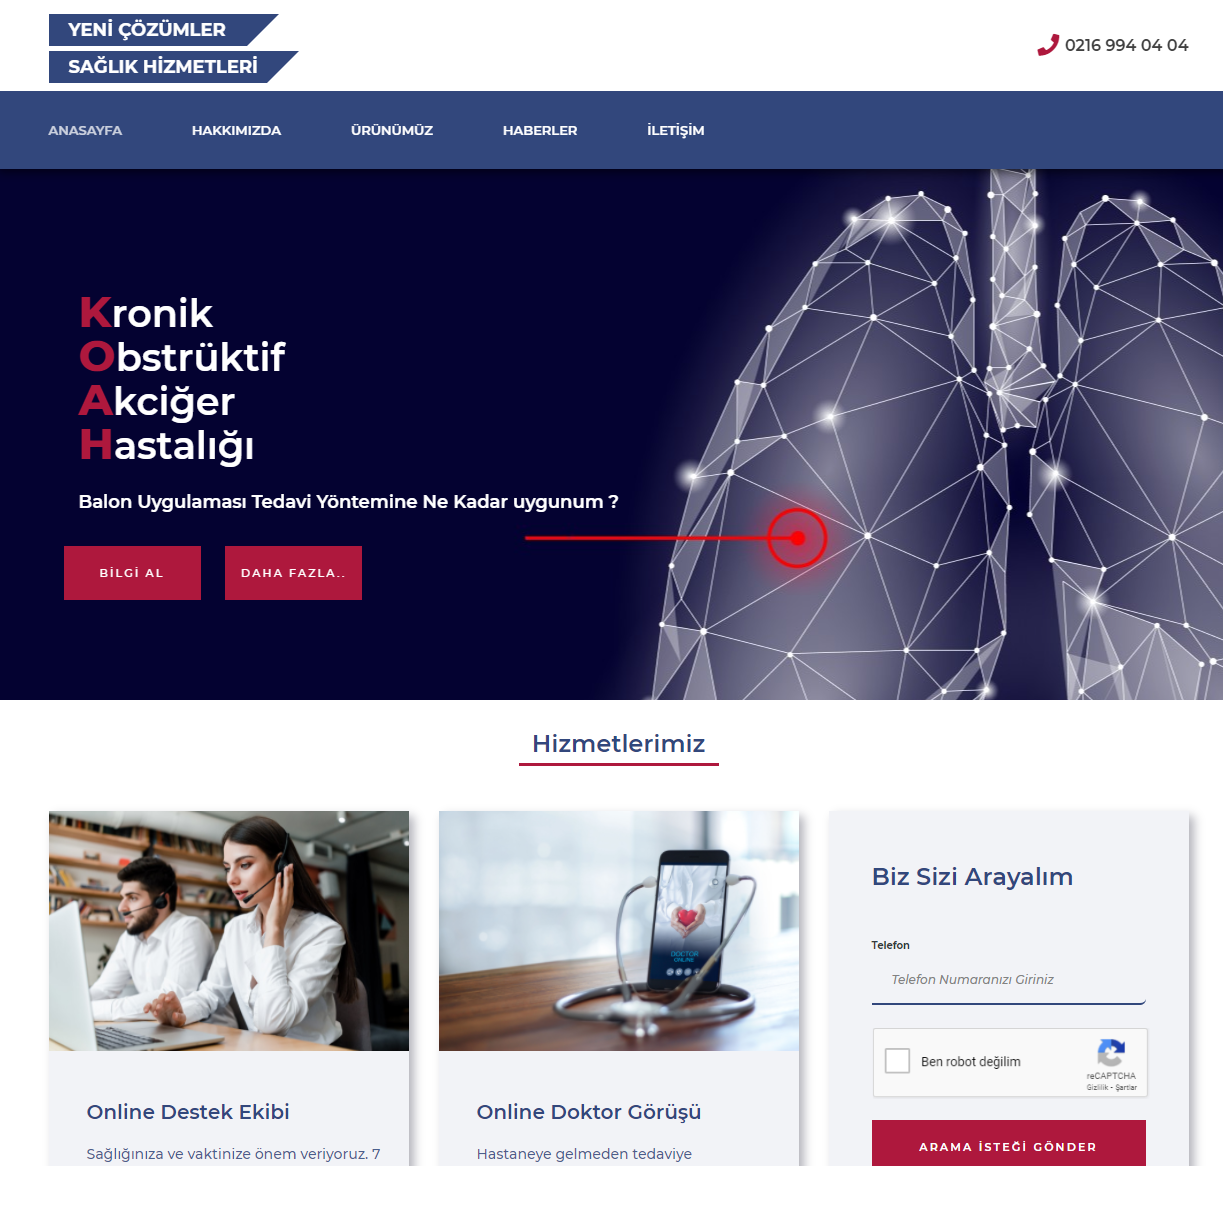 YENİ ÇÖZÜMLER
SAĞLIK HİZMETLERİ
0216 994 04 04
ANASAYFA
HAKKIMIZDA
ÜRÜNÜMÜZ
HABERLER
İLETİŞİM
Kronik
Obstrüktif
Akciğer
Hastalığı
Balon Uygulaması Tedavi Yöntemine Ne Kadar uygunum ?
BİLGİ AL
DAHA FAZLA..
Hizmetlerimiz
DOCTOR
ONLINE
Online Destek Ekibi
Sağlığınıza ve vaktinize önem veriyoruz. 7
Online Doktor Görüşü
Hastaneye gelmeden tedaviye
Biz Sizi Arayalım
Telefon
Telefon Numaranızı Giriniz
Ben robot değilim
reCAPTCHA
Gizlilik - Şartlar
ARAMA İSTEĞİ GÖNDER